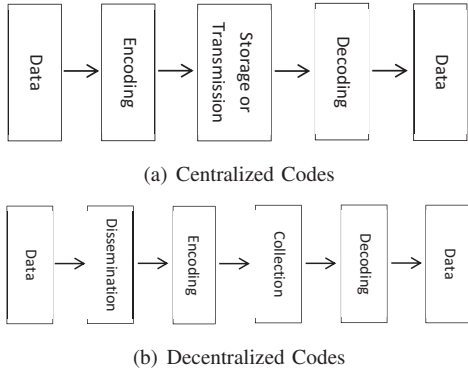 Data
Encoding
Storage or
Transmission
Decoding
Data
(a) Centralized Codes
Data
Dissemination
Encoding
Collection
Decoding
Data
(b) Decentralized Codes